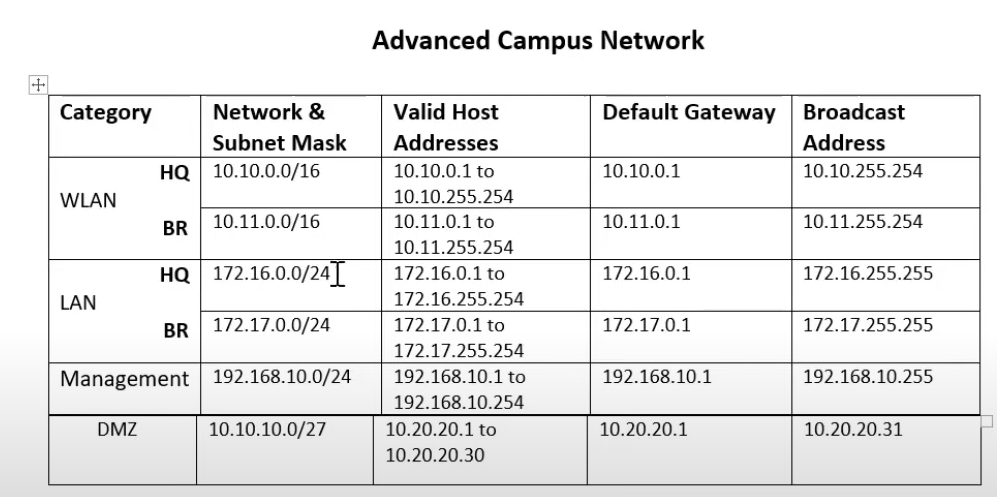 Advanced Campus Network
Category Network & Valid Host Default Gateway Broadcast
Subnet Mask Addresses Address
HQ 10.10.0.0/16 10.10.0.1 to 10.10.0.1 10.10.255.254
WLAN 10.10.255.254
BR 10.11.0.0/16 10.11.0.1 to 10.11.0.1 10.11.255.254
10.11.255.254
HQ 172.16.0.0/24 172.16.0.1 to 172.16.0.1 172.16.255.255
LAN 172.16.255.254
BR 172.17.0.0/24 172.17.0.1 to 172.17.0.1 172.17.255.255
172.17.255.254
Management 192.168.10.0/24 192.168.10.1 to 192.168.10.1 192.168.10.255
192.168.10.254
DMZ 10.10.10.0/27 10.20.20.1 to 10.20.20.1 10.20.20.31
10.20.20.30